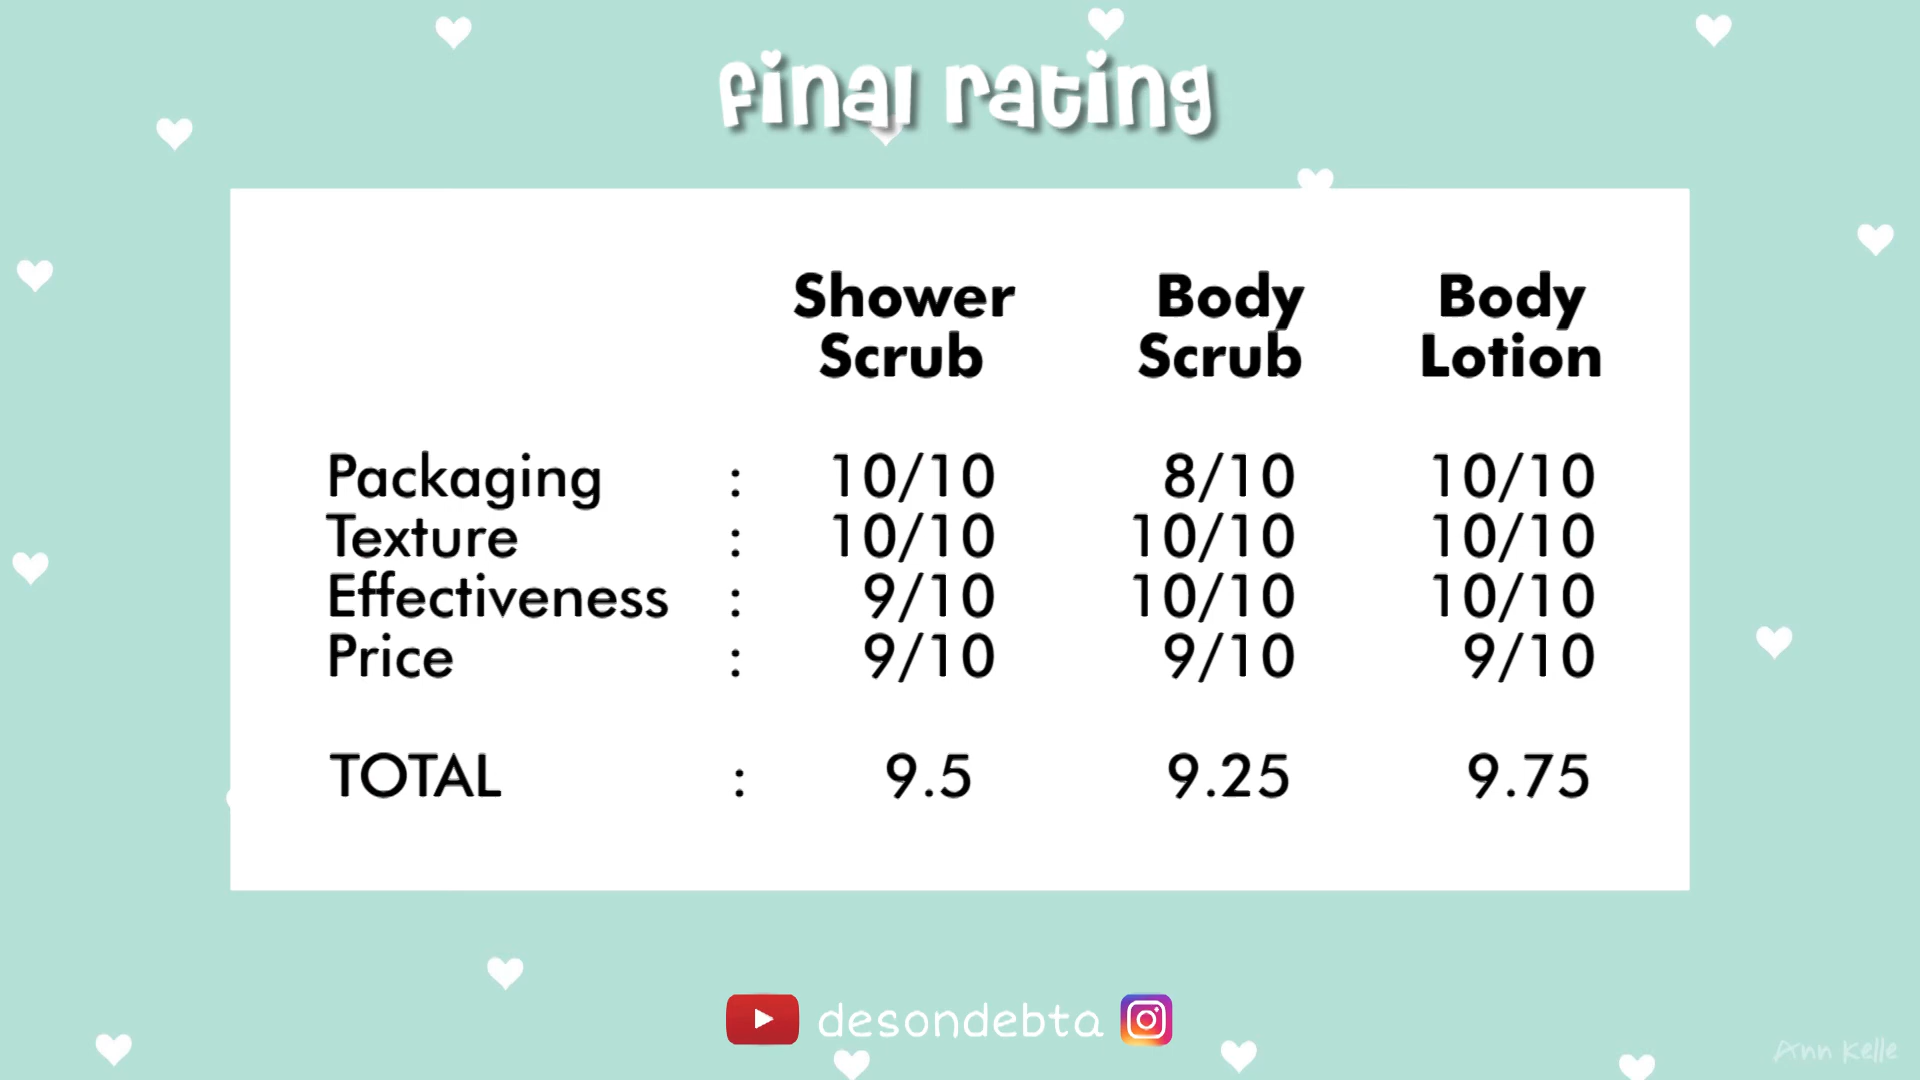 final rating
Shower Scrub Body Scrub Body Lotion
Packaging : 10/10 8/10 10/10
Texture : 10/10 10/10 10/10
Effectiveness : 9/10 10/10 10/10
Price : 9/10 9/10 9/10
TOTAL : 9.5 9.25 9.75
desondebta
Ann Kelle